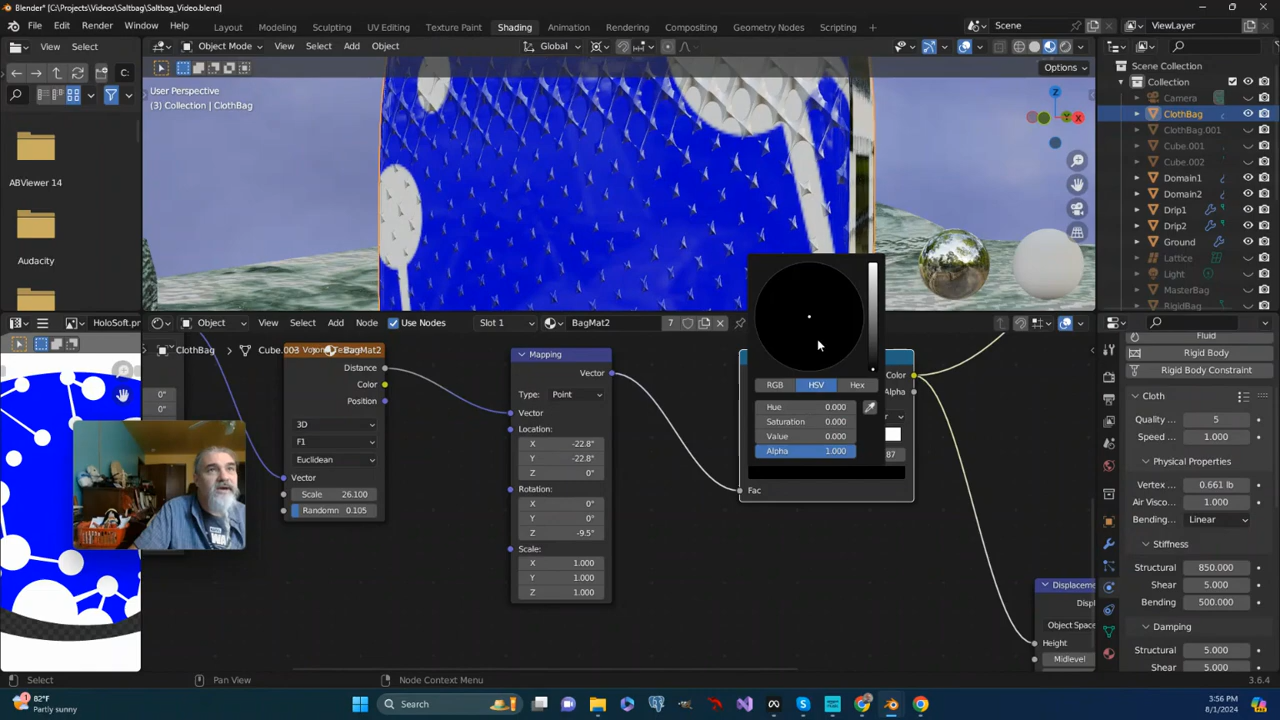 Blender* [C:\Projects\Videos\Saltbag\Saltbag_Video.blend]
File Edit Render Window Help
Layout Modeling Sculpting UV Editing Texture Paint Shading Animation Rendering Compositing Geometry Nodes Scripting
Scene
ViewLayer
View Select
C:
ABViewer 14
Audacity
Object Mode View Select Add Object
Global
Options
User Perspective
(3) Collection | ClothBag
Z
X
Y
Scene Collection
Collection
Camera
ClothBag
ClothBag.001
Cube.001
Cube.002
Domain1
Domain2
Drip1
Drip2
Ground
Lattice
Light
MasterBag
RigidBag
HoloSoft.pr
Object View Select Add Node Use Nodes Slot 1 BagMat2 7
ClothBag Cube.003 BagMat2
0°
0°
Distance
Color
Position
3D
F1
Euclidean
Vector
Scale 26.100
Randomn 0.105
Mapping
Vector
Type: Point
Vector
Location:
X -22.8"
Y -22.8"
Z 0"
Rotation:
X 0°
Y 0°
Z -9.5°
Scale:
X 1.000
Y 1.000
Z 1.000
RGB HSV Hex
Hue 0.000
Saturation 0.000
Value 0.000
Alpha 1.000
Color
Alpha
87
Fac
Displaceme
Displ
Object Space
Height
Midlevel
Fluid
Rigid Body
Rigid Body Constraint
Cloth
Quality ... 5
Speed ... 1.000
Physical Properties
Vertex ... 0.661 lb
Air Visco... 1.000
Bending... Linear
Stiffness
Structural 850.000
Shear 5.000
Bending 500.000
Damping
Structural 5.000
Shear 5.000
Select Pan View Node Context Menu 3.6.4
1
82°F
Partly sunny
Search
3:56 PM
8/1/2024